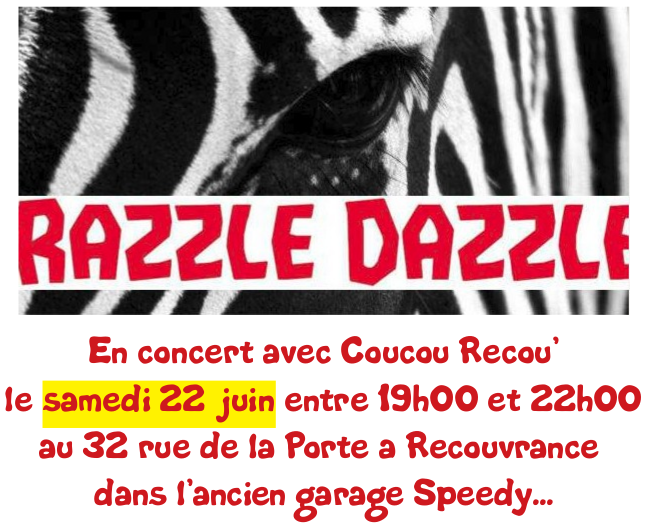 RAZZLE DAZZLE
En concert avec Coucou Recou'
le samedi 22 juin entre 19h00 et 22h00
au 32 rue de la Porte a Recouvrance
dans l'ancien garage Speedy...